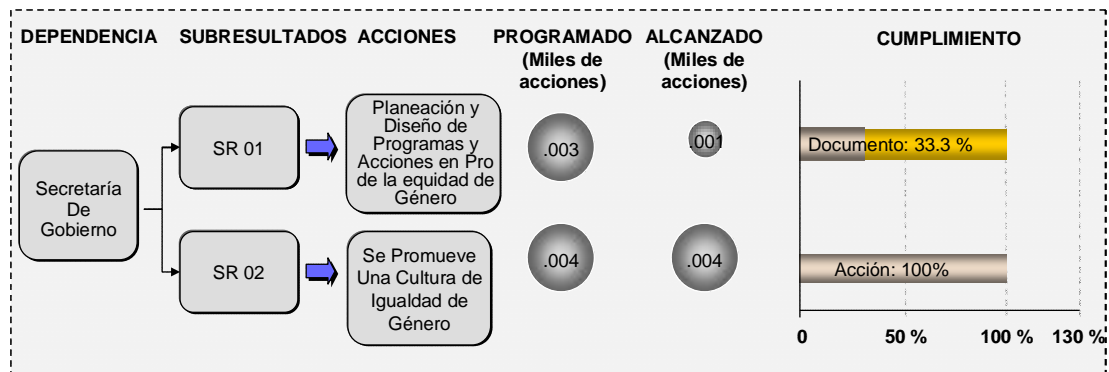 DEPENDENCIA SUBRESULTADOS ACCIONES PROGRAMADO ALCANZADO CUMPLIMIENTO
(Miles de (Miles de
acciones) acciones)
Planeación y
Diseño de
Programas y
Acciones en Pro
de la equidad de
Género
SR 01
.003
.001
Documento: 33.3 %
Secretaría
De
Gobierno
SR 02
Se Promueve
Una Cultura de
Igualdad de
Género
.004
.004
Acción: 100%
0 50 % 100 % 130 %